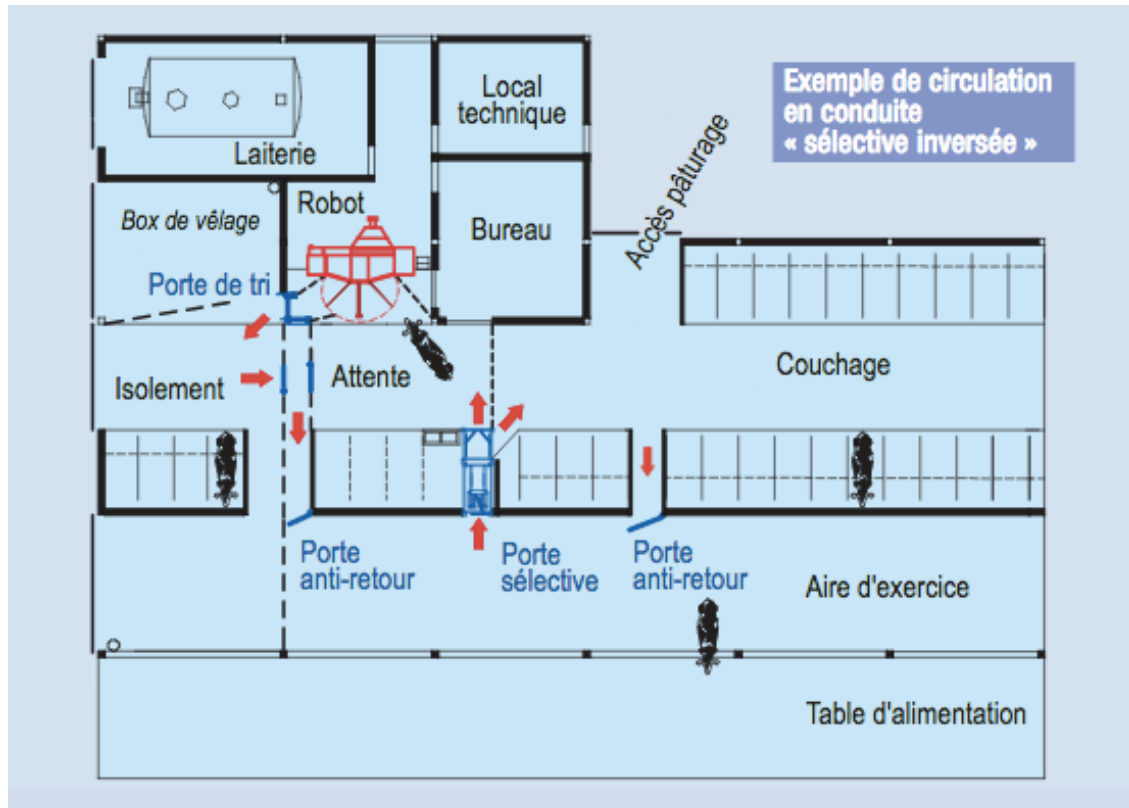 Exemple de circulation
en conduite
« sélective inversée »
Local
technique
Laiterie
Box de vêlage
Robot
Bureau
Accès pâturage
Porte de tri
Isolement
Attente
Couchage
Porte
anti-retour
Porte
sélective
Porte
anti-retour
Aire d'exercice
Table d'alimentation